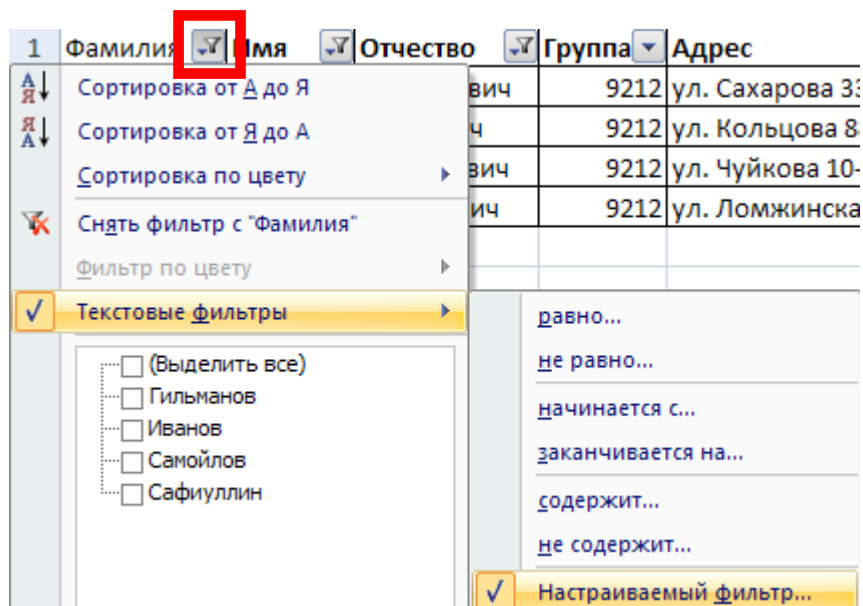 1 Фамилия Имя Отчество Группа Адрес
Сортировка от А до Я вич 9212 ул. Сахарова 33
Сортировка от Я до А ч 9212 ул. Кольцова 8
Сортировка по цвету вич 9212 ул. Чуйкова 10-
Снять фильтр с "Фамилия" ич 9212 ул. Ломжинска
Фильтр по цвету
Текстовые фильтры
равно...
(Выделить все)
не равно...
Гильманов
начинается с...
Иванов
заканчивается на...
Самойлов
Сафиуллин
содержит...
не содержит...
Настраиваемый фильтр...